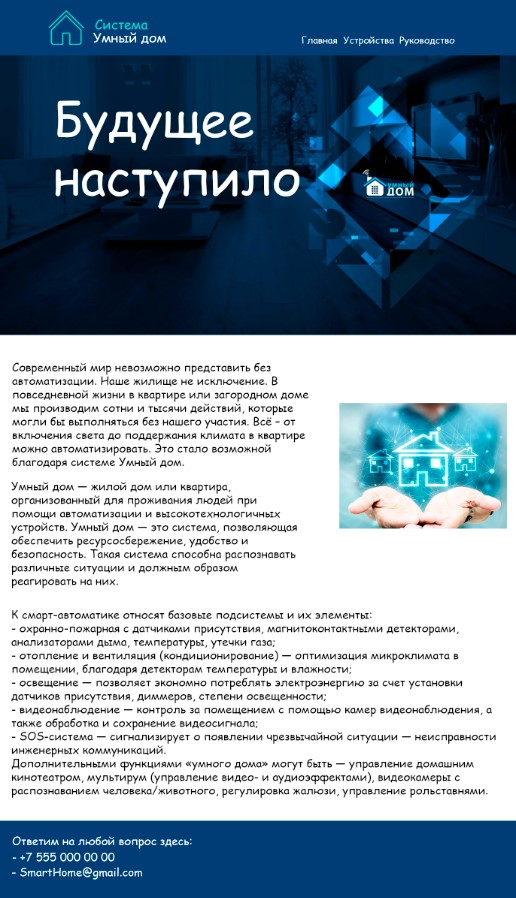 Система
Умный дом
Главная Устройства Руководство
Будущее
наступило
УМНЫЙ
ДОМ
Современный мир невозможно представить без
автоматизации. Наше жилище не исключение. В
повседневной жизни в квартире или загородном доме
мы производим сотни и тысячи действий, которые
могли бы выполняться без нашего участия. Всё – от
включения света до поддержания климата в квартире
можно автоматизировать. Это стало возможной
благодаря системе Умный дом.
Умный дом — жилой дом или квартира,
организованный для проживания людей при
помощи автоматизации и высокотехнологичных
устройств. Умный дом — это система, позволяющая
обеспечить ресурсосбережение, удобство и
безопасность. Такая система способна распознавать
различные ситуации и должным образом
реагировать на них.
К смарт-автоматике относят базовые подсистемы и их элементы:
- охранно-пожарная с датчиками присутствия, магнитоконтактными детекторами,
анализаторами дыма, температуры, утечки газа;
- отопление и вентиляция (кондиционирование) — оптимизация микроклимата в
помещении, благодаря детекторам температуры и влажности;
- освещение — позволяет экономно потреблять электроэнергию за счет установки
датчиков присутствия, диммеров, степени освещенности;
- видеонаблюдение — контроль за помещением с помощью камер видеонаблюдения, а
также обработка и сохранение видеосигнала;
- SOS-система — сигнализирует о появлении чрезвычайной ситуации — неисправности
инженерных коммуникаций.
Дополнительными функциями «умного дома» могут быть — управление домашним
кинотеатром, мультирум (управление видео- и аудиоэффектами), видеокамеры с
распознаванием человека/животного, регулировка жалюзи, управление рольставнями.
Ответим на любой вопрос здесь:
- +7 555 000 00 00
- SmartHome@gmail.com